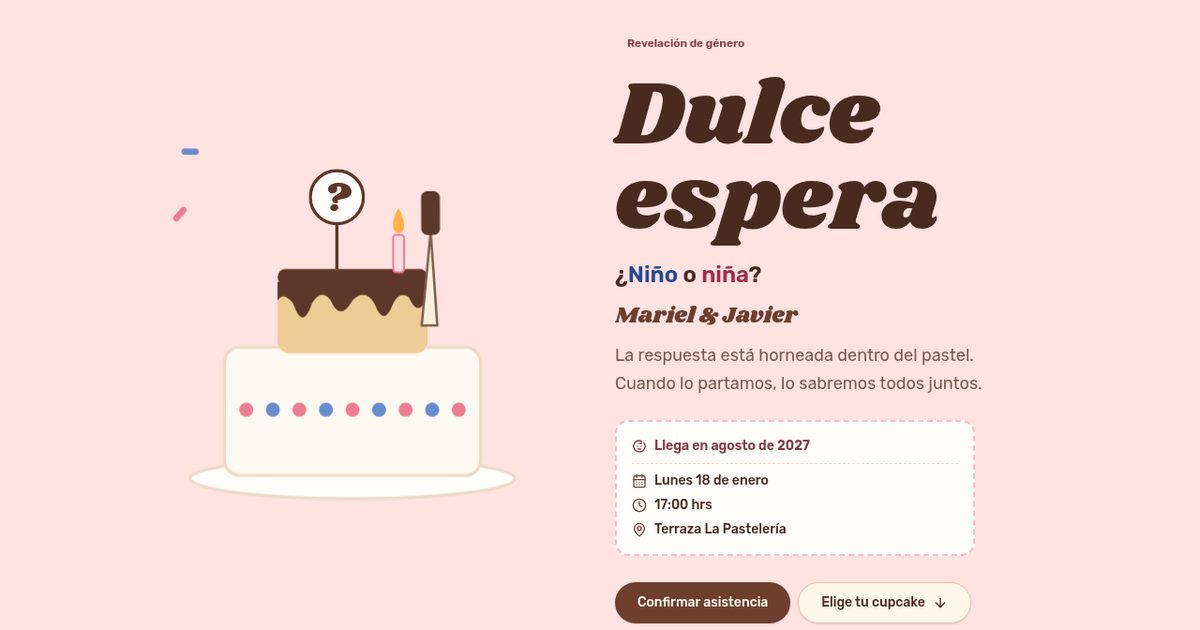 Revelación de género
Dulce
espera
?
¿Niño o niña?
Mariel & Javier
La respuesta está horneada dentro del pastel.
Cuando lo partamos, lo sabremos todos juntos.
Llega en agosto de 2027
Lunes 18 de enero
17:00 hrs
Terraza La Pastelería
Confirmar asistencia
Elige tu cupcake